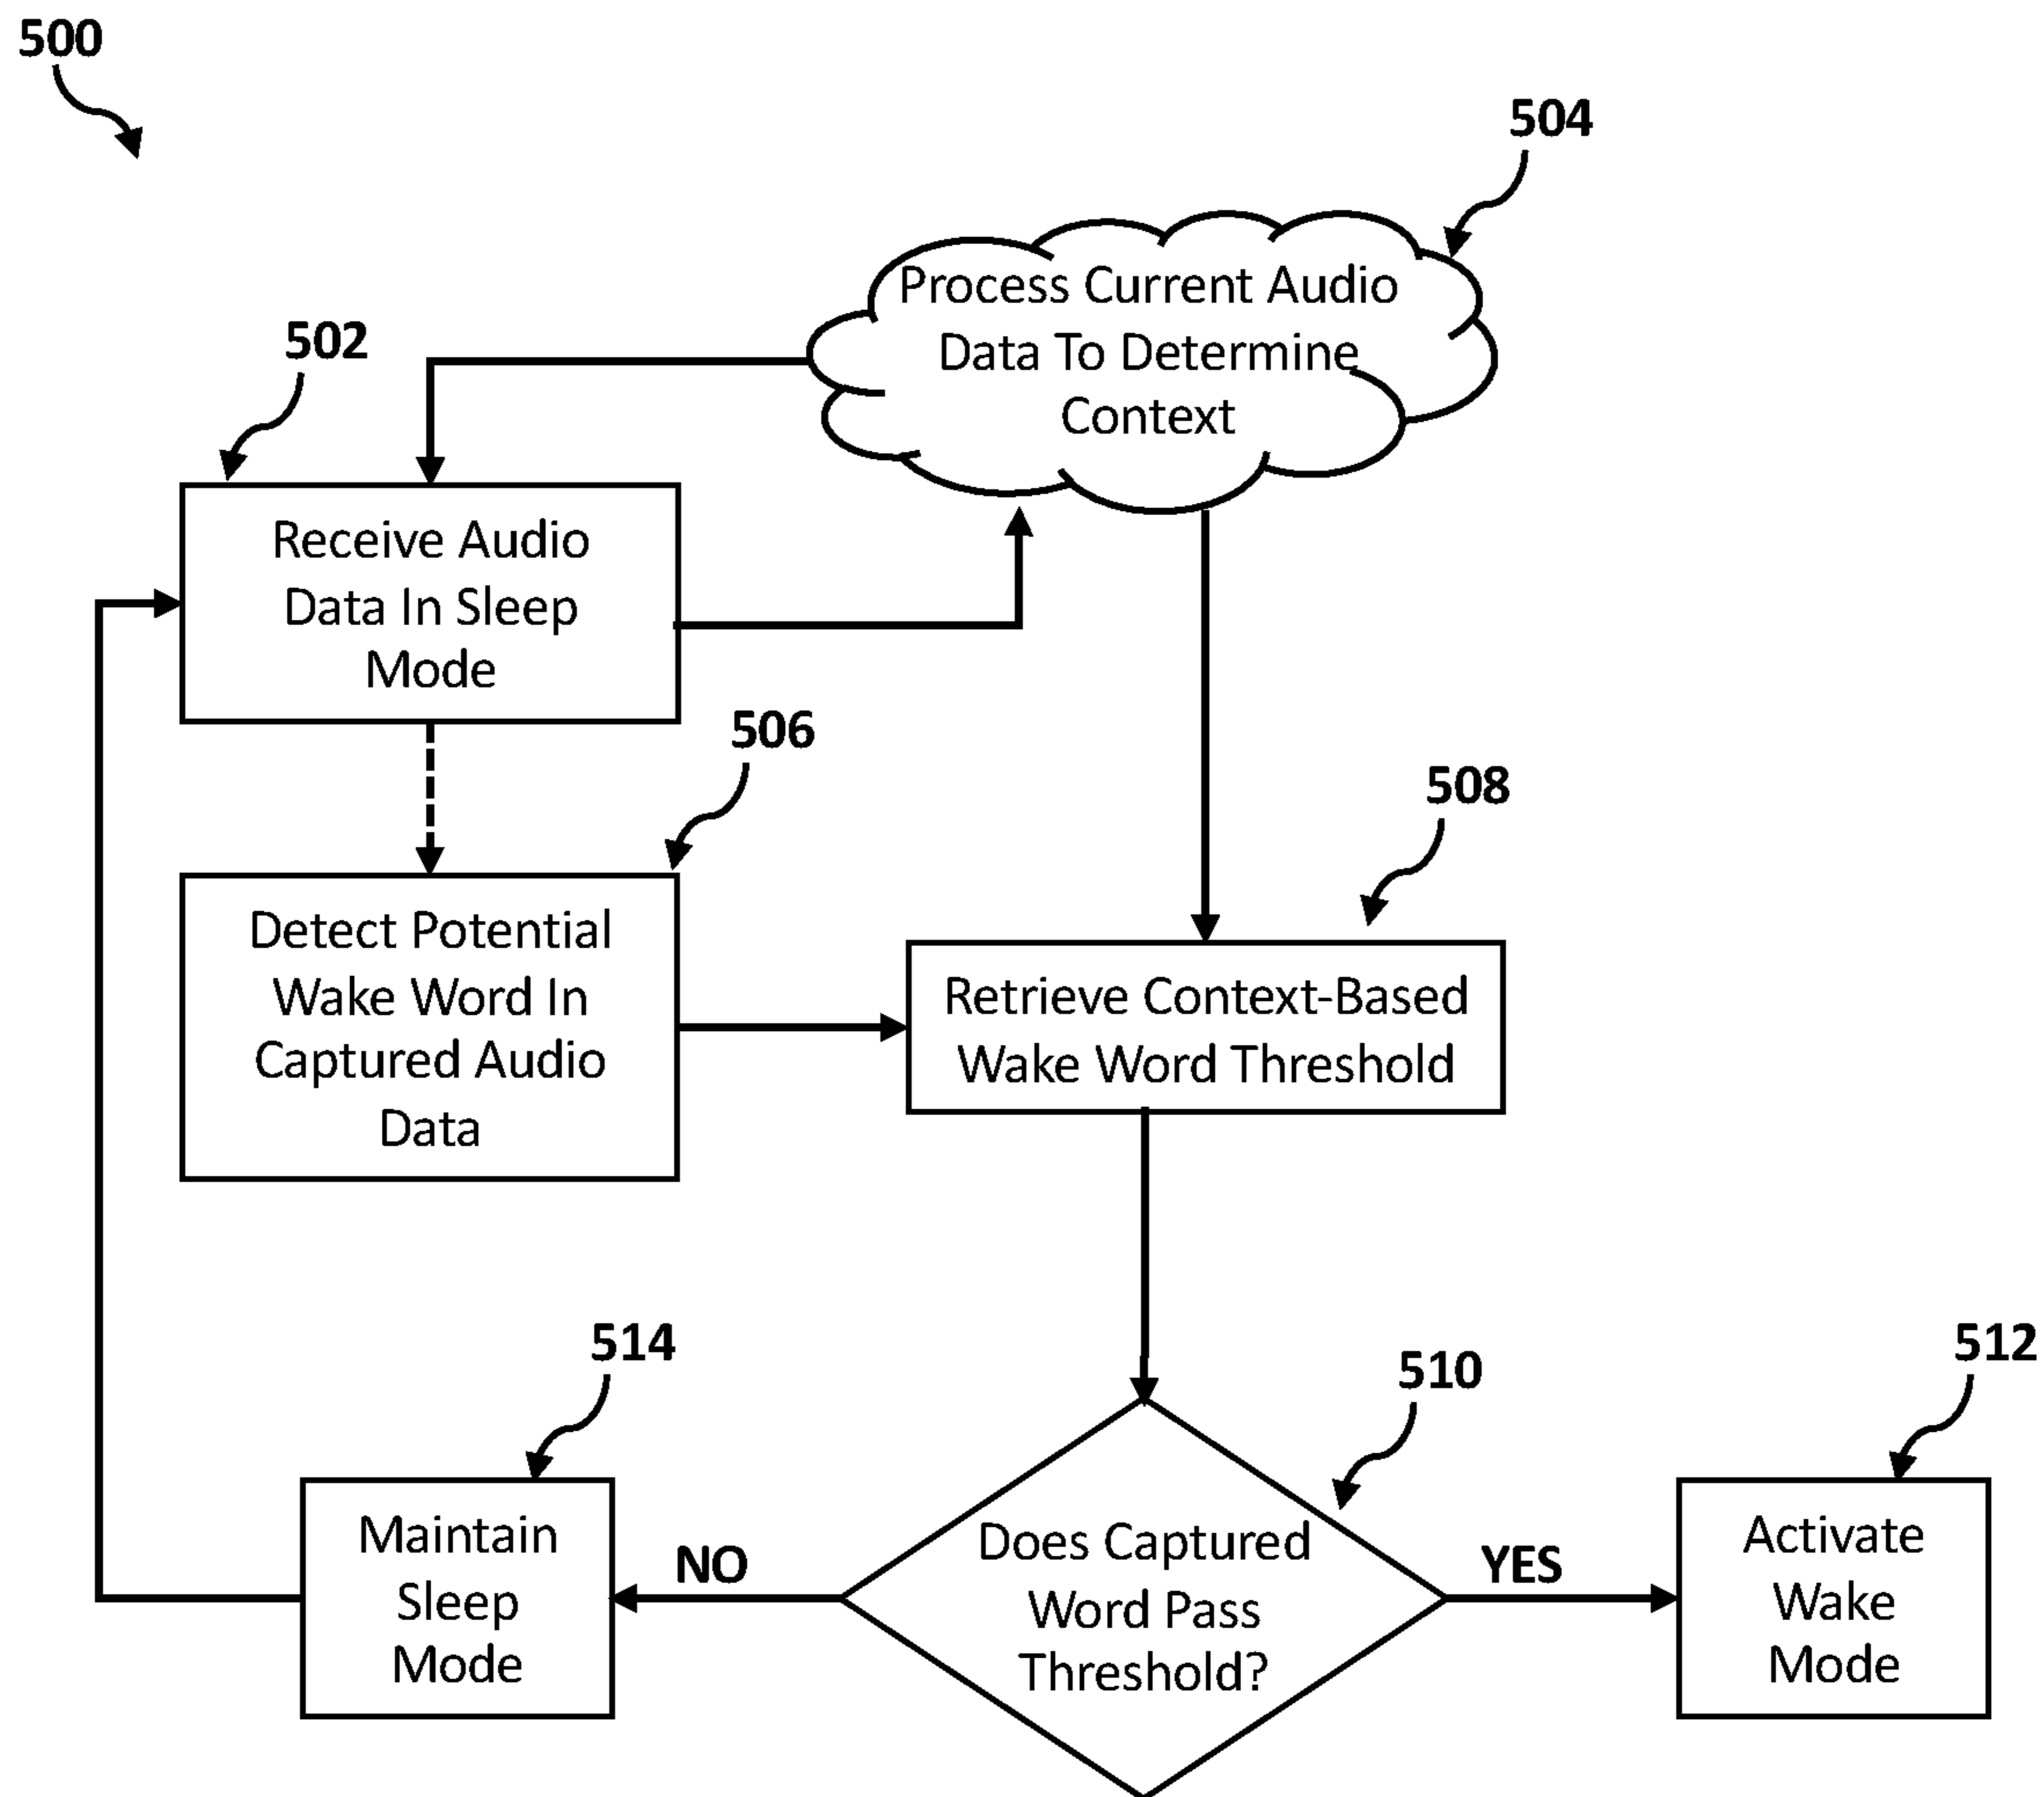 500
504
Process Current Audio
Data To Determine
Context
502
Receive Audio
Data In Sleep
Mode
506
Detect Potential
Wake Word In
Captured Audio
Data
508
Retrieve Context-Based
Wake Word Threshold
510
Does Captured
Word Pass
Threshold?
NO
YES
514
Maintain
Sleep
Mode
512
Activate
Wake
Mode